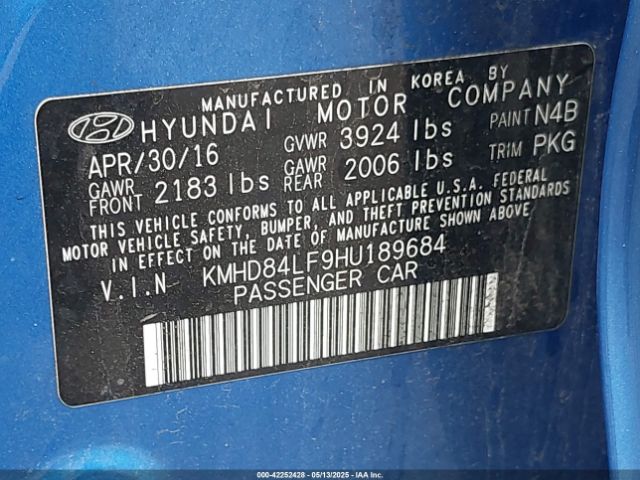 MANUFACTURED IN KOREA BY
HYUNDAI MOTOR COMPANY
APR/30/16 GVWR 3924 lbs PAINT N4B
GAWR FRONT 2183 lbs GAWR REAR 2006 lbs TRIM PKG
THIS VEHICLE CONFORMS TO ALL APPLICABLE U.S.A. FEDERAL
MOTOR VEHICLE SAFETY, BUMPER, AND THEFT PREVENTION STANDARDS
IN EFFECT ON THE DATE OF MANUFACTURE SHOWN ABOVE
V.I.N KMHD84LF9HU189684
PASSENGER CAR
000-42252428 - 05/13/2025 - IAAI.COM